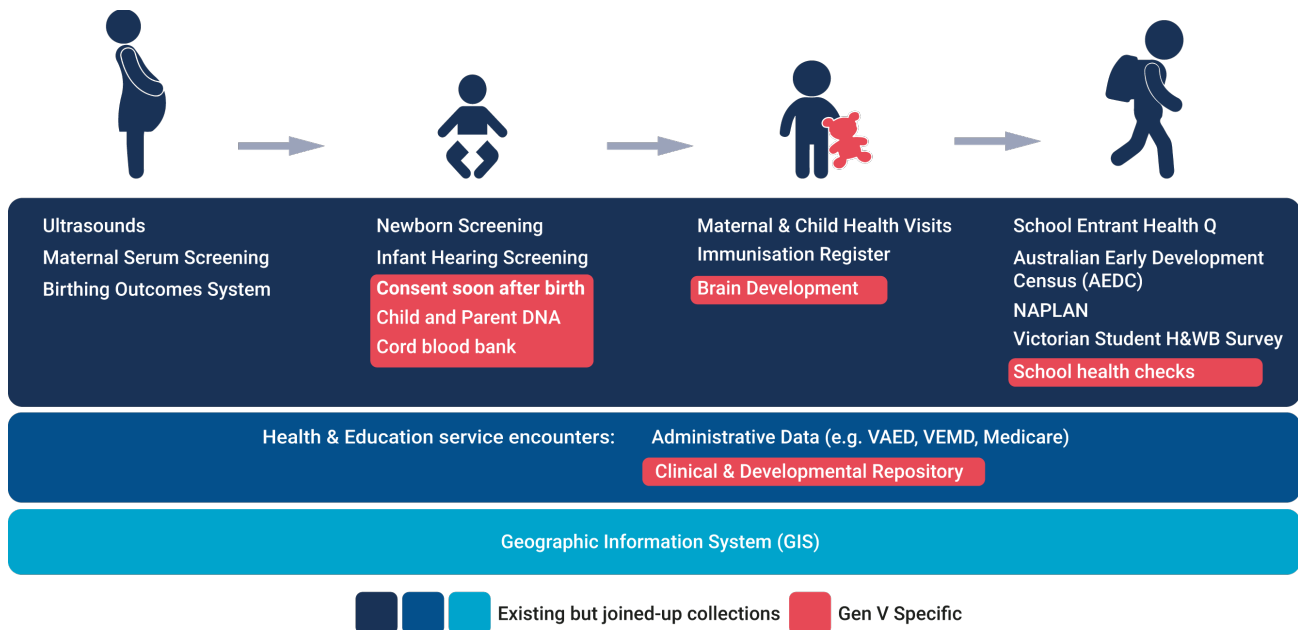 Ultrasounds
Maternal Serum Screening
Birthing Outcomes System
Newborn Screening
Infant Hearing Screening
Consent soon after birth
Child and Parent DNA
Cord blood bank
Maternal & Child Health Visits
Immunisation Register
Brain Development
School Entrant Health Q
Australian Early Development
Census (AEDC)
NAPLAN
Victorian Student H&WB Survey
School health checks
Health & Education service encounters:
Administrative Data (e.g. VAED, VEMD, Medicare)
Clinical & Developmental Repository
Geographic Information System (GIS)
Existing but joined-up collections
Gen V Specific